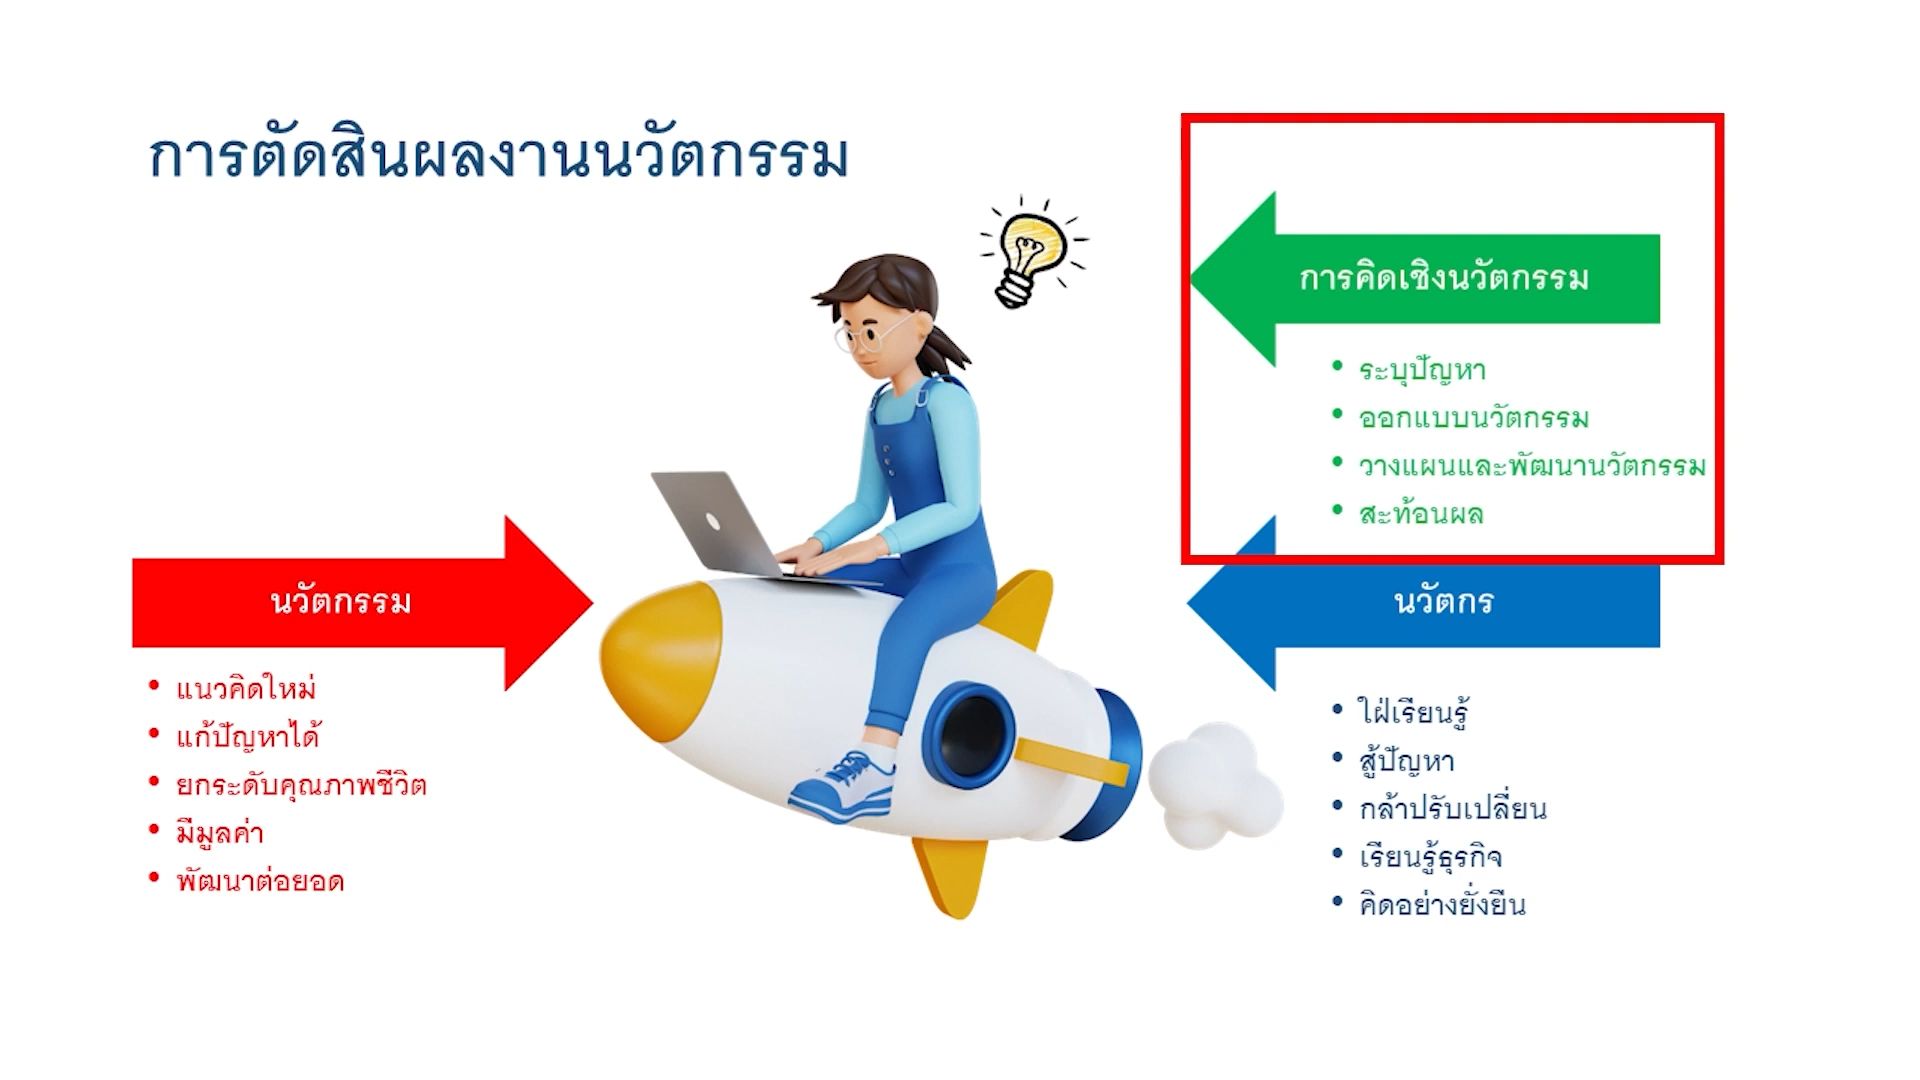 การตัดสินผลงานนวัตกรรม
การคิดเชิงนวัตกรรม
• ระบุปัญหา
• ออกแบบนวัตกรรม
• วางแผนและพัฒนานวัตกรรม
• สะท้อนผล
นวัตกรรม
• แนวคิดใหม่
• แก้ปัญหาได้
• ยกระดับคุณภาพชีวิต
• มีมูลค่า
• พัฒนาต่อยอด
นวัตกร
• ใฝ่เรียนรู้
• สู้ปัญหา
• กล้าปรับเปลี่ยน
• เรียนรู้ธุรกิจ
• คิดอย่างยั่งยืน